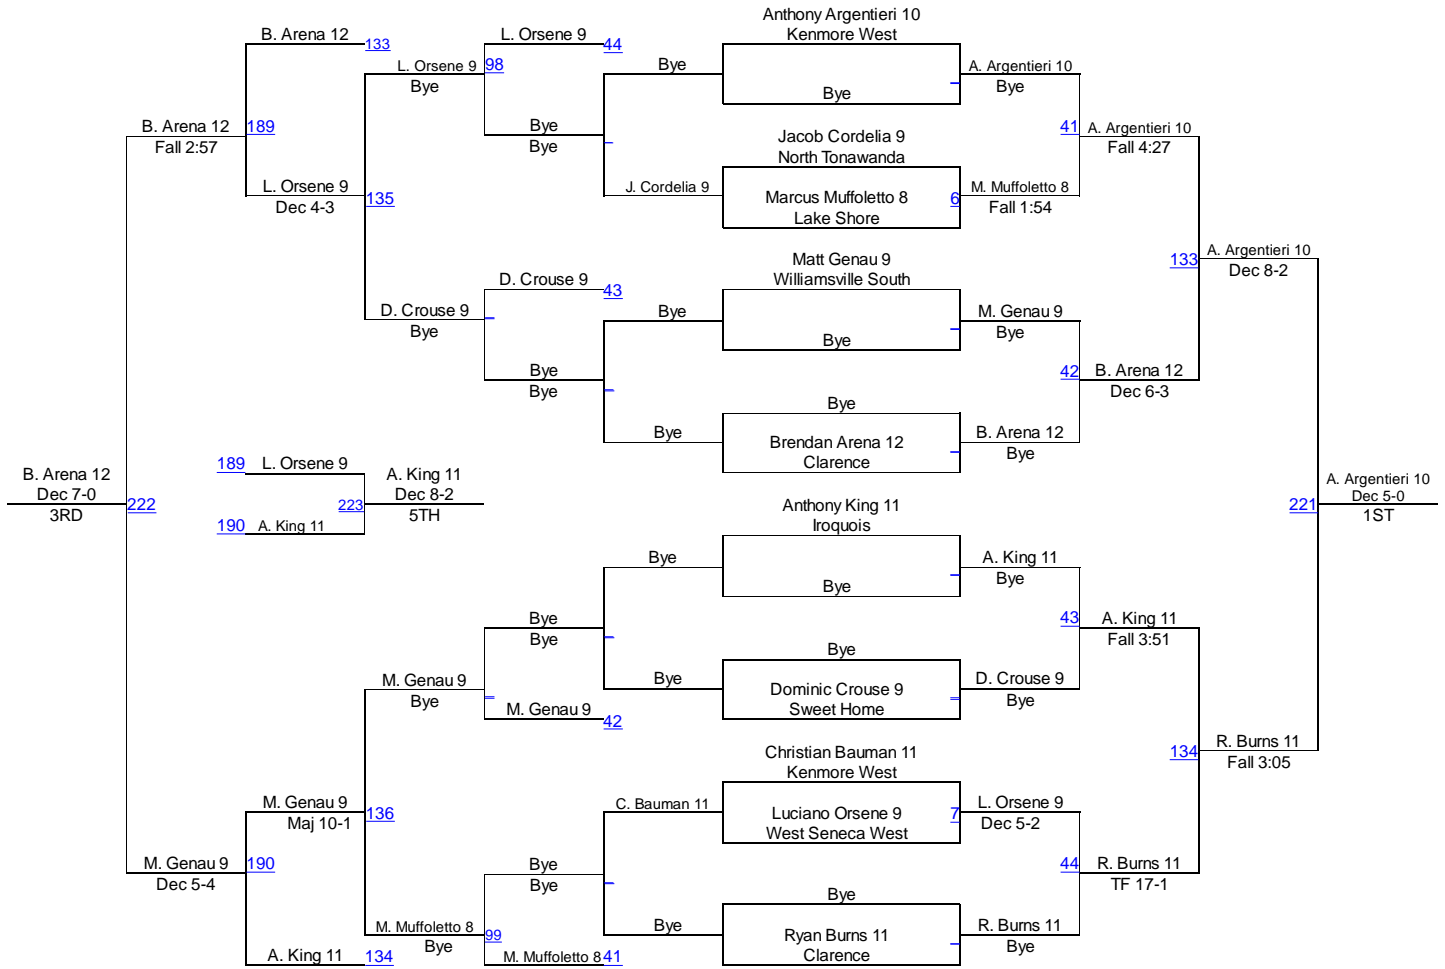 Anthony Argentieri 10
Kenmore West
B. Arena 12
133
L. Orsene 9
44
L. Orsene 9
98
Bye
Bye
Bye
A. Argentieri 10
Bye
B. Arena 12
189
Fall 2:57
Bye
Bye
Jacob Cordelia 9
North Tonawanda
41
A. Argentieri 10
Fall 4:27
L. Orsene 9
Dec 4-3
135
J. Cordelia 9
Marcus Muffoletto 8
Lake Shore
6
M. Muffoletto 8
Fall 1:54
Matt Genau 9
Williamsville South
133
A. Argentieri 10
Dec 8-2
D. Crouse 9
43
D. Crouse 9
Bye
Bye
Bye
M. Genau 9
Bye
Bye
Bye
42
B. Arena 12
Dec 6-3
Bye
Bye
Brendan Arena 12
Clarence
B. Arena 12
Bye
B. Arena 12
Dec 7-0
3RD
222
189
L. Orsene 9
190
A. King 11
223
A. King 11
Dec 8-2
5TH
Anthony King 11
Iroquois
221
A. Argentieri 10
Dec 5-0
1ST
Bye
Bye
A. King 11
Bye
Bye
Bye
43
A. King 11
Fall 3:51
M. Genau 9
Bye
M. Genau 9
42
Bye
Bye
Dominic Crouse 9
Sweet Home
D. Crouse 9
Bye
Christian Bauman 11
Kenmore West
134
R. Burns 11
Fall 3:05
M. Genau 9
Maj 10-1
136
C. Bauman 11
Luciano Orsene 9
West Seneca West
7
L. Orsene 9
Dec 5-2
M. Genau 9
Dec 5-4
190
Bye
Bye
44
R. Burns 11
TF 17-1
Bye
M. Muffoletto 8
Bye
99
Bye
Ryan Burns 11
Clarence
R. Burns 11
Bye
A. King 11
134
M. Muffoletto 8
41